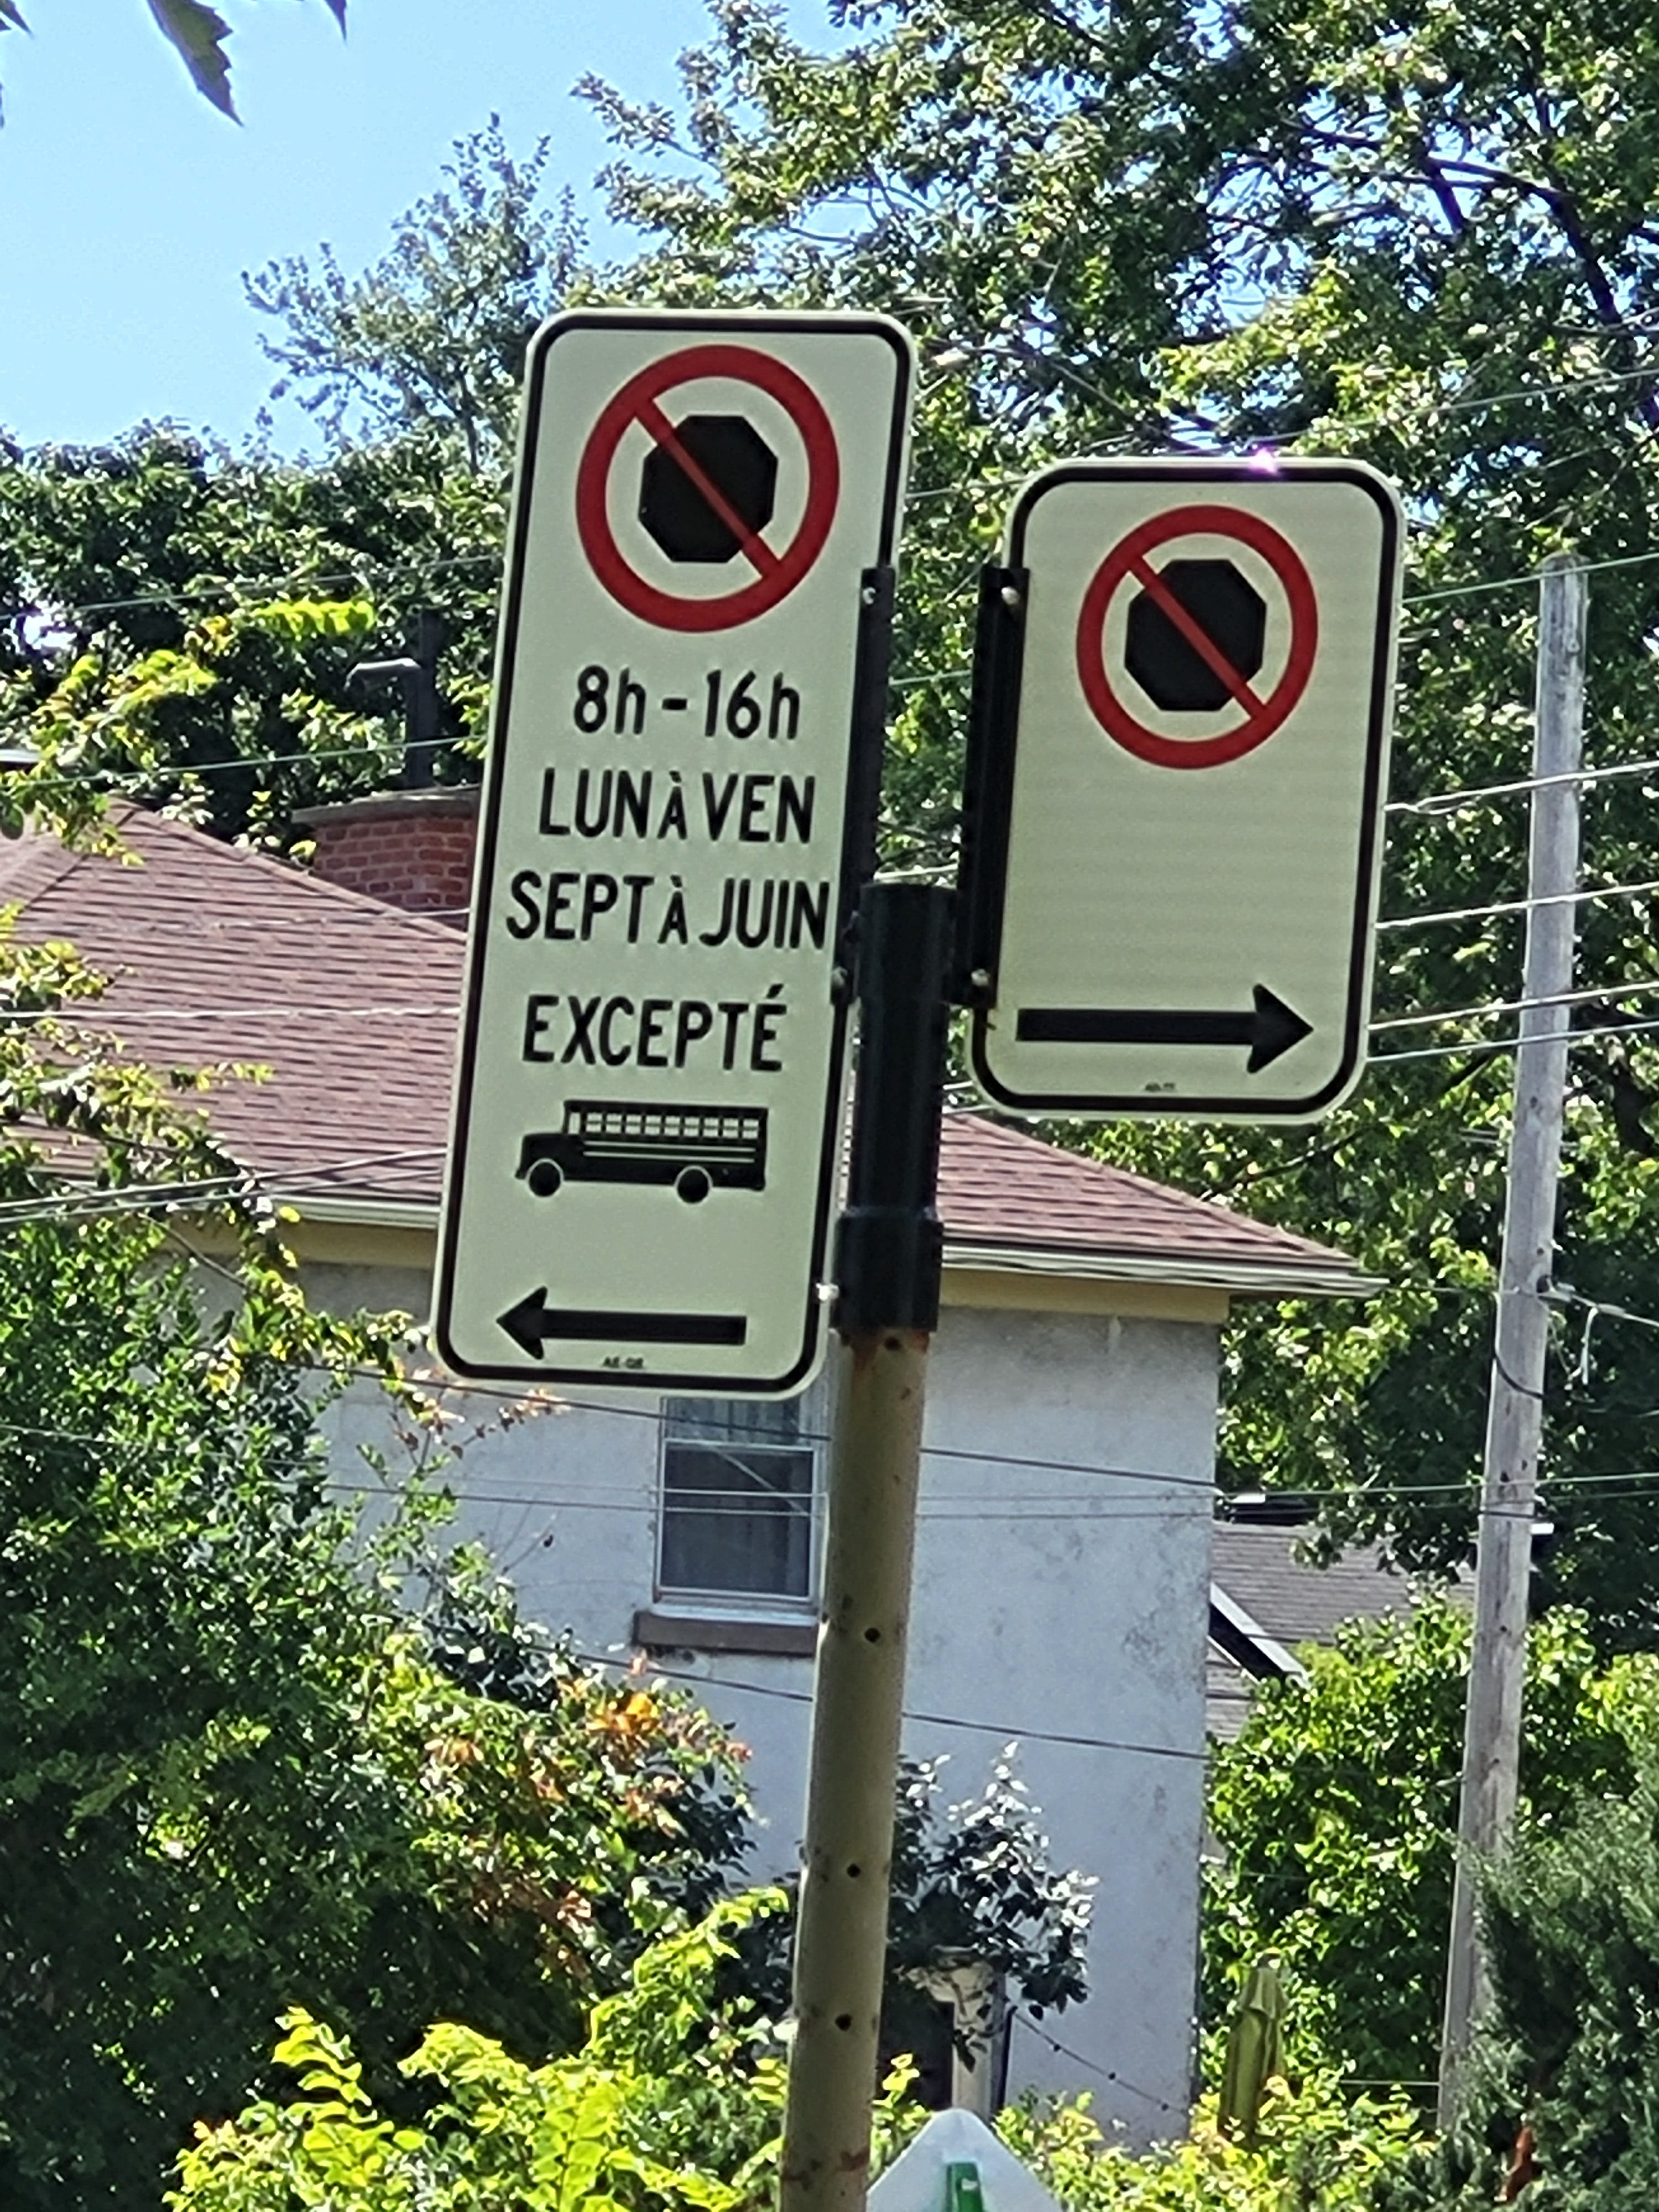 8h-16h
LUN À VEN
SEPT À JUIN
EXCEPTÉ